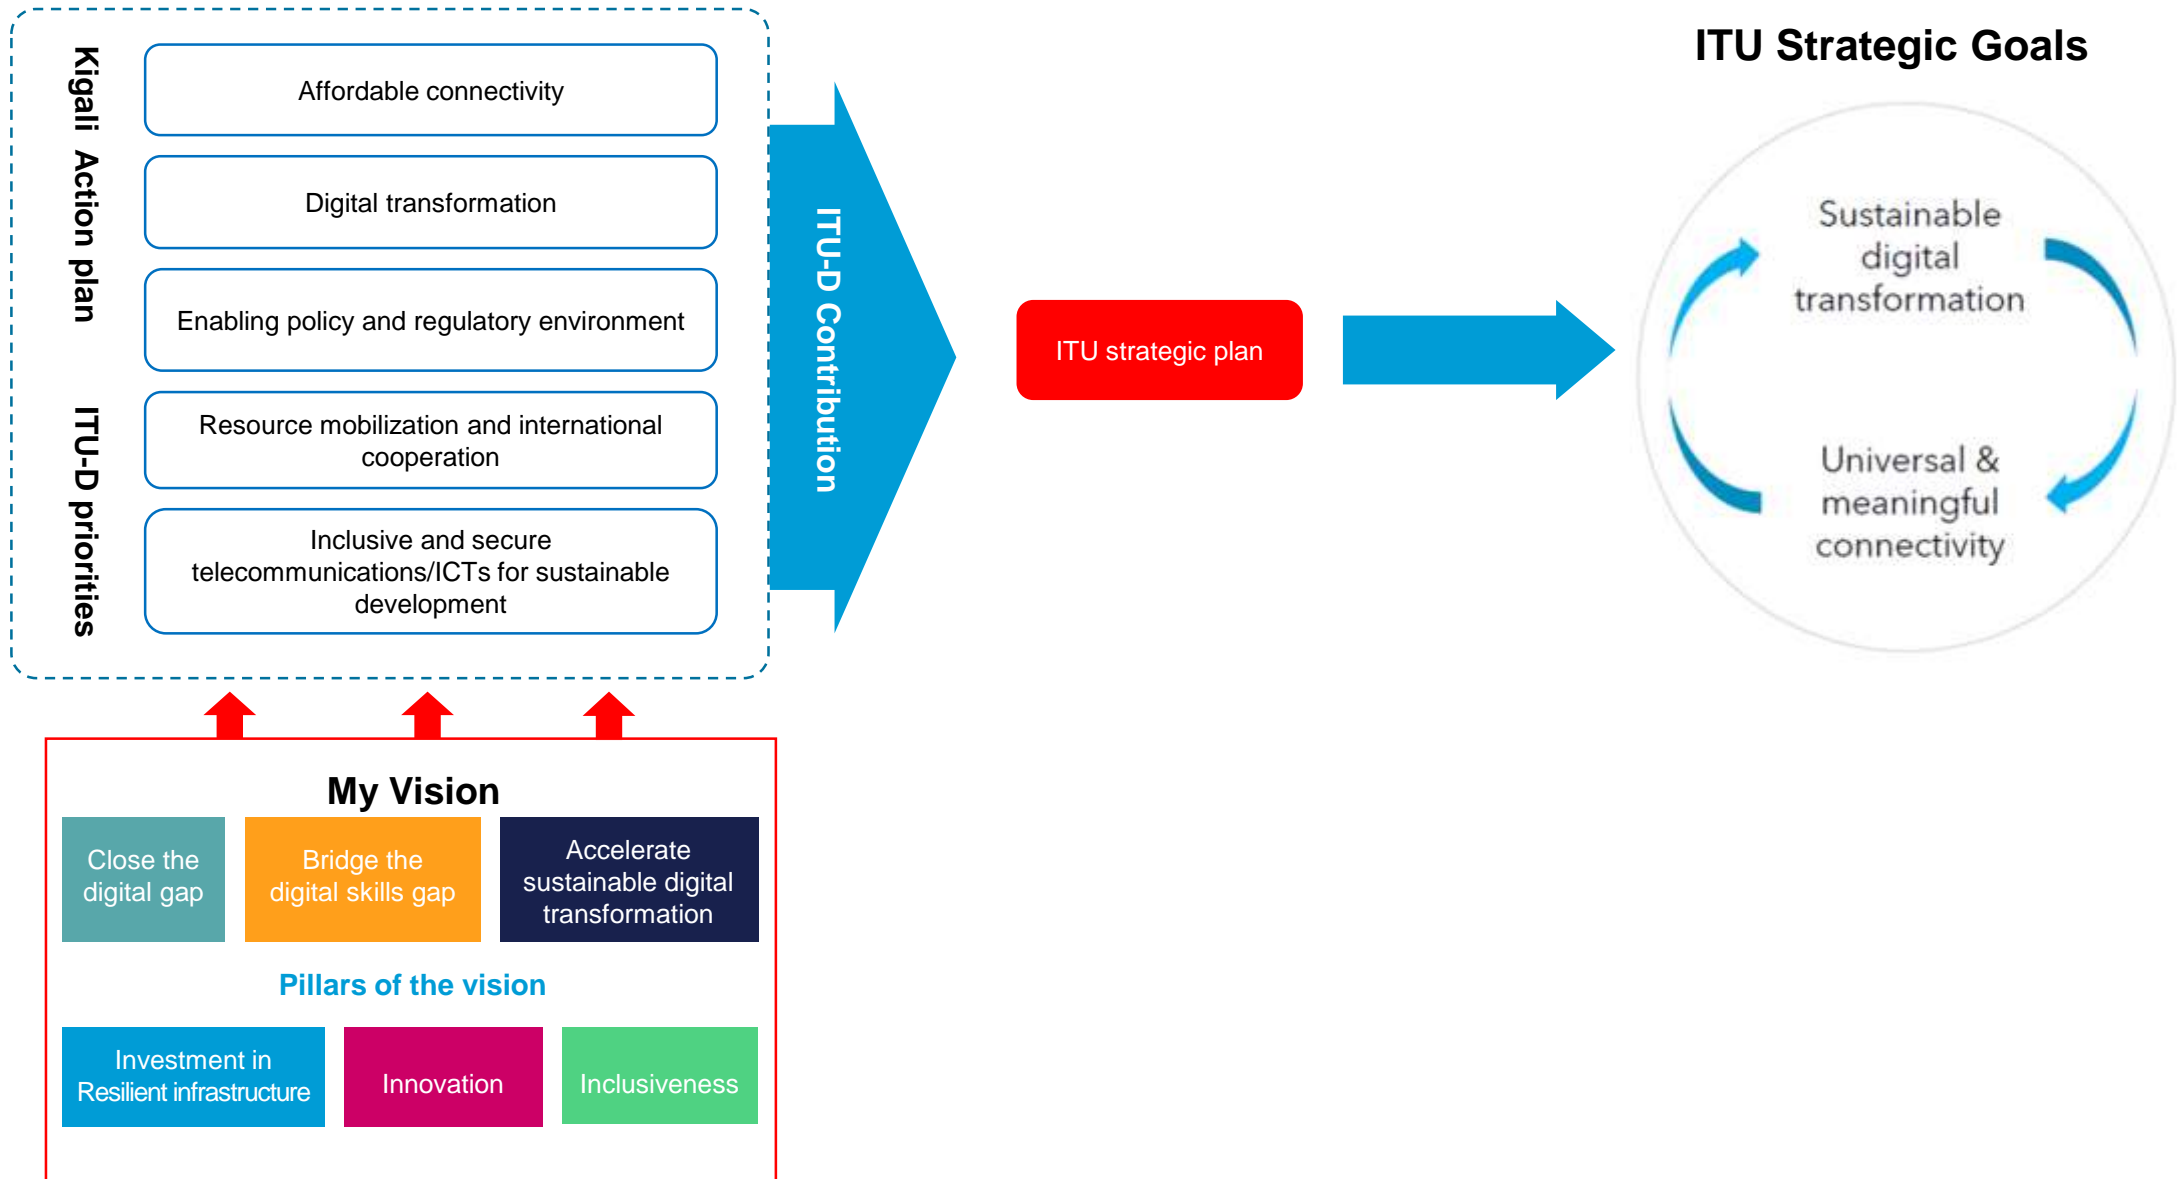 Kigali Action plan
ITU-D priorities
Affordable connectivity
Digital transformation
Enabling policy and regulatory environment
Resource mobilization and international
cooperation
Inclusive and secure
telecommunications/ICTs for sustainable
development
ITU-D Contribution
ITU strategic plan
ITU Strategic Goals
Sustainable
digital
transformation
Universal &
meaningful
connectivity
My Vision
Close the
digital gap
Bridge the
digital skills gap
Accelerate
sustainable digital
transformation
Pillars of the vision
Investment in
Resilient infrastructure
Innovation
Inclusiveness